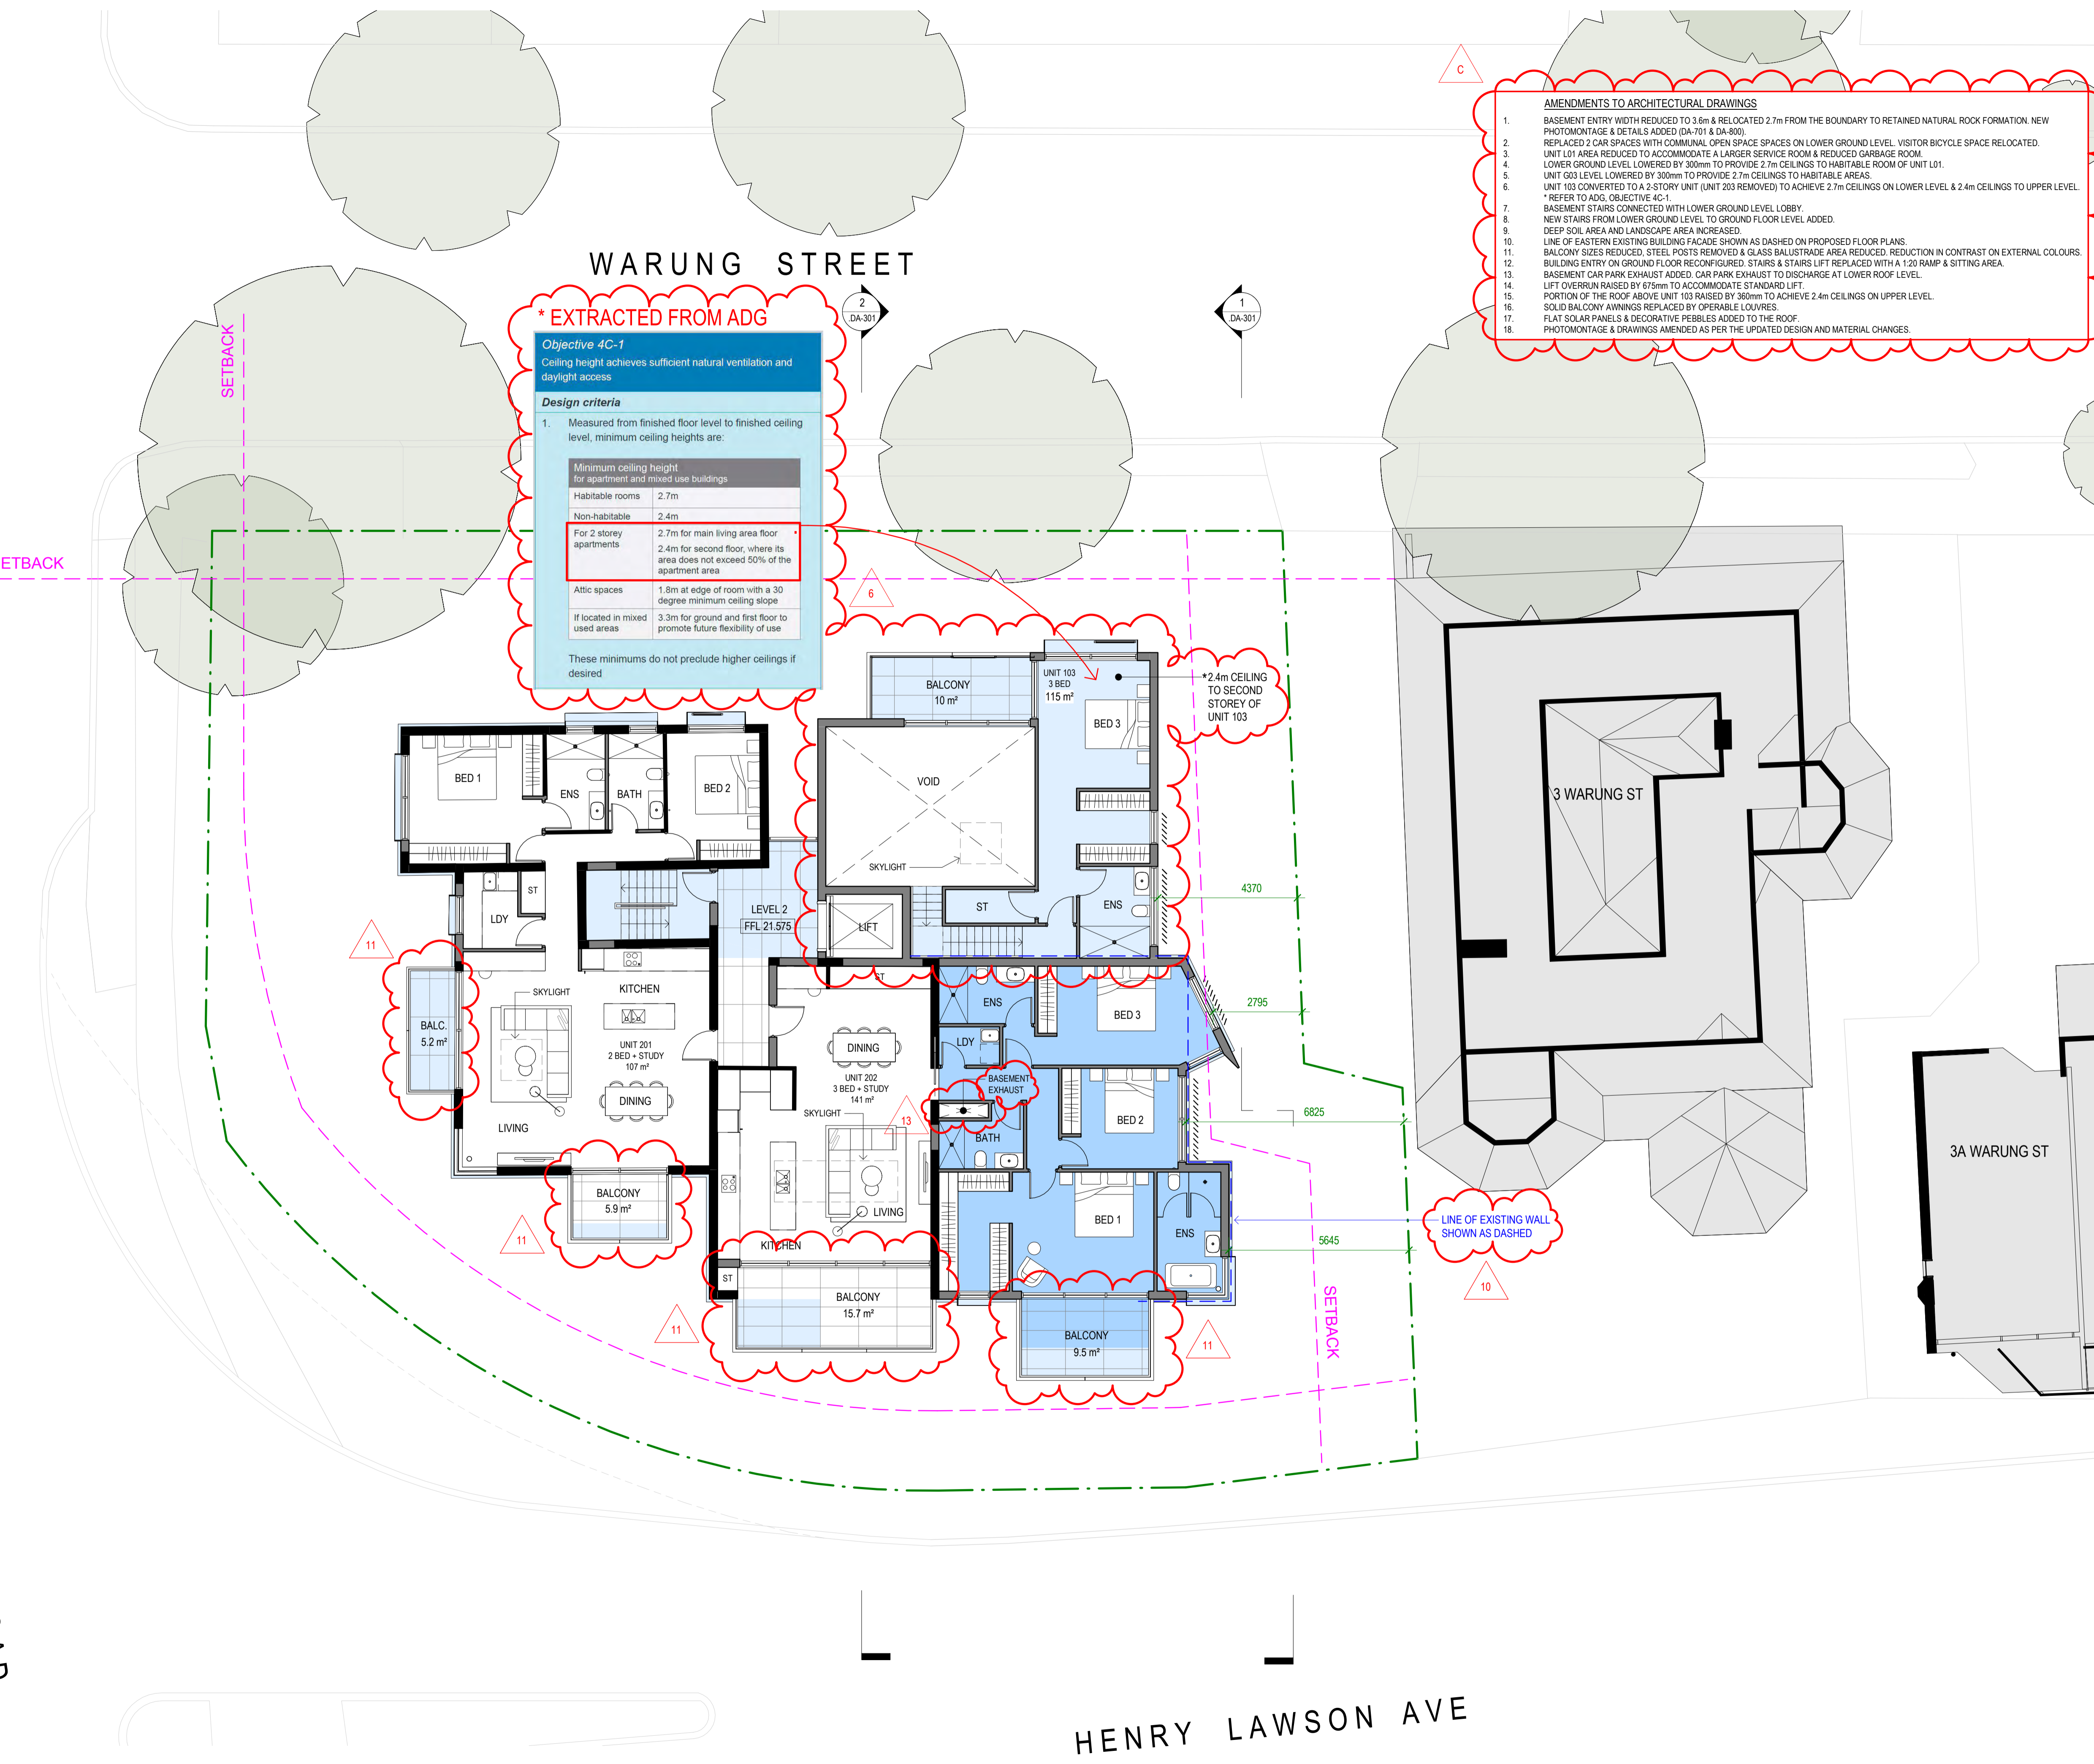 C
AMENDMENTS TO ARCHITECTURAL DRAWINGS
1. BASEMENT ENTRY WIDTH REDUCED TO 3.6m & RELOCATED 2.7m FROM THE BOUNDARY TO RETAINED NATURAL ROCK FORMATION. NEW
PHOTOMONTAGE & DETAILS ADDED (DA-701 & DA-800).
2. REPLACED 2 CAR SPACES WITH COMMUNAL OPEN SPACE SPACES ON LOWER GROUND LEVEL. VISITOR BICYCLE SPACE RELOCATED.
3. UNIT L01 AREA REDUCED TO ACCOMMODATE A LARGER SERVICE ROOM & REDUCED GARBAGE ROOM.
4. LOWER GROUND LEVEL LOWERED BY 300mm TO PROVIDE 2.7m CEILINGS TO HABITABLE ROOM OF UNIT L01.
5. UNIT G03 LEVEL LOWERED BY 300mm TO PROVIDE 2.7m CEILINGS TO HABITABLE AREAS.
6. UNIT 103 CONVERTED TO A 2-STORY UNIT (UNIT 203 REMOVED) TO ACHIEVE 2.7m CEILINGS ON LOWER LEVEL & 2.4m CEILINGS TO UPPER LEVEL.
* REFER TO ADG, OBJECTIVE 4C-1.
7. BASEMENT STAIRS CONNECTED WITH LOWER GROUND LEVEL LOBBY.
8. NEW STAIRS FROM LOWER GROUND LEVEL TO GROUND FLOOR LEVEL ADDED.
9. DEEP SOIL AREA AND LANDSCAPE AREA INCREASED.
10. LINE OF EASTERN EXISTING BUILDING FACADE SHOWN AS DASHED ON PROPOSED FLOOR PLANS.
11. BALCONY SIZES REDUCED, STEEL POSTS REMOVED & GLASS BALUSTRADE AREA REDUCED. REDUCTION IN CONTRAST ON EXTERNAL COLOURS.
12. BUILDING ENTRY ON GROUND FLOOR RECONFIGURED. STAIRS & STAIRS LIFT REPLACED WITH A 1:20 RAMP & SITTING AREA.
13. BASEMENT CAR PARK EXHAUST ADDED. CAR PARK EXHAUST TO DISCHARGE AT LOWER ROOF LEVEL.
14. LIFT OVERRUN RAISED BY 675mm TO ACCOMMODATE STANDARD LIFT.
15. PORTION OF THE ROOF ABOVE UNIT 103 RAISED BY 360mm TO ACHIEVE 2.4m CEILINGS ON UPPER LEVEL.
16. SOLID BALCONY AWNINGS REPLACED BY OPERABLE LOUVRES.
17. FLAT SOLAR PANELS & DECORATIVE PEBBLES ADDED TO THE ROOF.
18. PHOTOMONTAGE & DRAWINGS AMENDED AS PER THE UPDATED DESIGN AND MATERIAL CHANGES.
WARUNG STREET
2
.DA-301
1
.DA-301
SETBACK
ETBACK
* EXTRACTED FROM ADG
Objective 4C-1
Ceiling height achieves sufficient natural ventilation and
daylight access
Design criteria
1. Measured from finished floor level to finished ceiling
level, minimum ceiling heights are:
Minimum ceiling height
for apartment and mixed use buildings
Habitable rooms 2.7m
Non-habitable 2.4m
For 2 storey
apartments
2.7m for main living area floor
2.4m for second floor, where its
area does not exceed 50% of the
apartment area
*
Attic spaces
1.8m at edge of room with a 30
degree minimum ceiling slope
If located in mixed
used areas
3.3m for ground and first floor to
promote future flexibility of use
These minimums do not preclude higher ceilings if
desired
6
BALCONY
10 m²
UNIT 103
3 BED
115 m²
BED 3
*2.4m CEILING
TO SECOND
STOREY OF
UNIT 103
VOID
SKYLIGHT
ST
ENS
LIFT
4370
BED 1
ENS
BATH
BED 2
LDY
ST
LEVEL 2
FFL 21.575
11
BALC.
5.2 m²
SKYLIGHT
KITCHEN
UNIT 201
2 BED + STUDY
107 m²
DINING
LIVING
BALCONY
5.9 m²
11
ST
DINING
UNIT 202
3 BED + STUDY
141 m²
SKYLIGHT
13
LIVING
KITCHEN
ST
BALCONY
15.7 m²
11
ENS
LDY
BASEMENT
EXHAUST
BATH
BED 3
BED 2
BED 1
ENS
BALCONY
9.5 m²
11
2795
6825
5645
LINE OF EXISTING WALL
SHOWN AS DASHED
10
SETBACK
3 WARUNG ST
3A WARUNG ST
HENRY LAWSON AVE